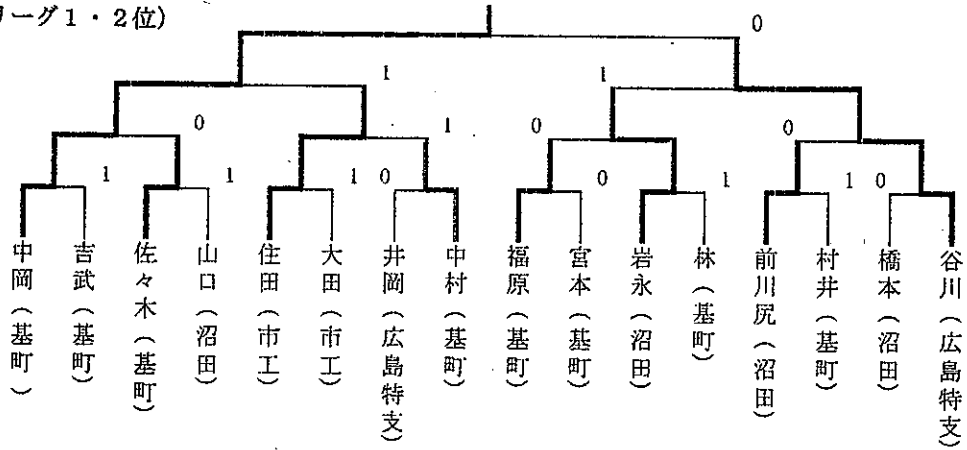 リーグ1・2位)
0
1 1
0 1 0 0
1 1 1 0 0 1 1 0
中岡（基町）
吉武（基町）
佐々木（基町）
山口（沼田）
住田（市工）
大田（市工）
井岡（広島特支）
中村（基町）
福原（基町）
宮本（基町）
岩永（沼田）
林（基町）
前川尻（沼田）
村井（基町）
橋本（沼田）
谷川（広島特支）